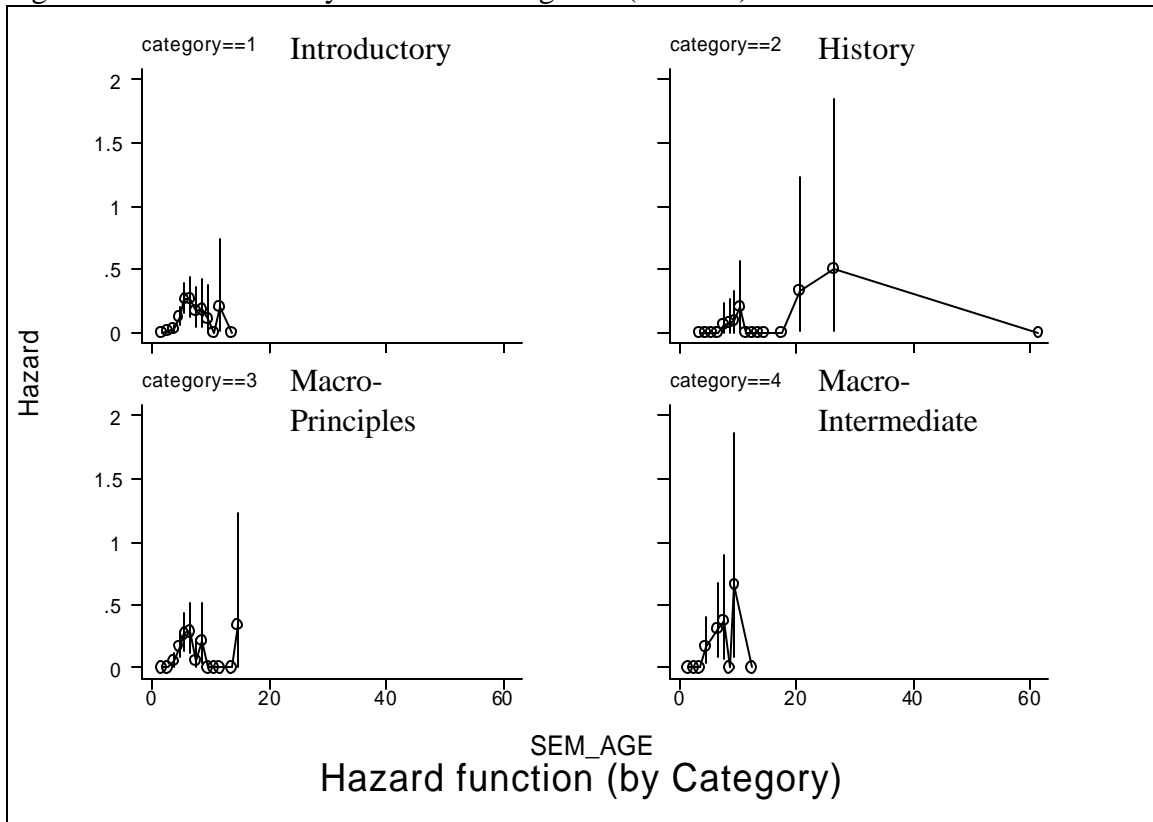 category==1 Introductory
category==2 History
2
1.5
1
.5
0
category==3 Macro-
Principles
category==4 Macro-
Intermediate
2
1.5
1
.5
0
0 20 40 60
0 20 40 60
Hazard
SEM_AGE
Hazard function (by Category)